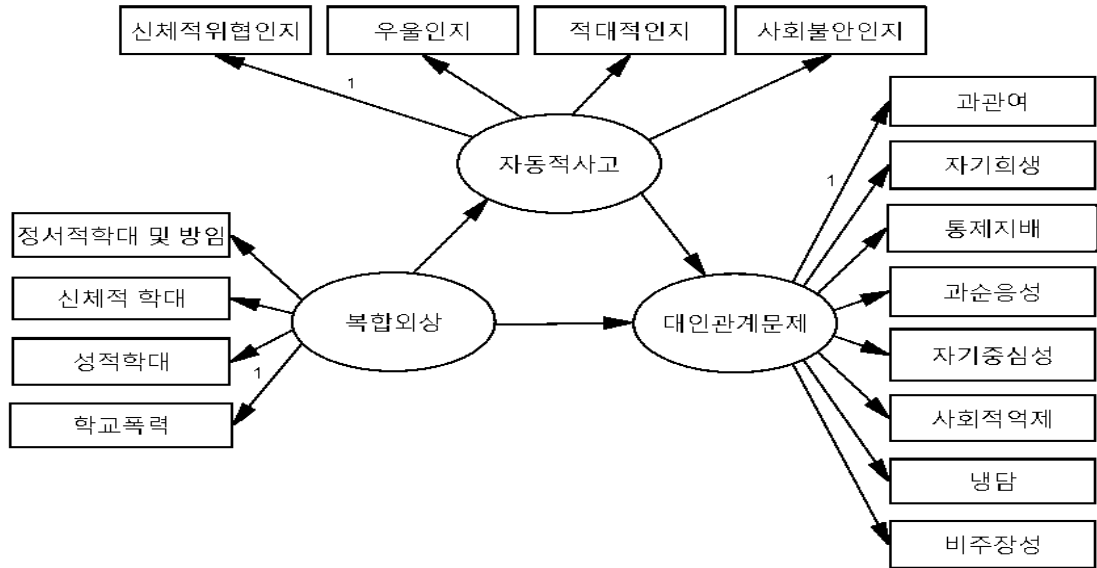 신체적위협인지
우울인지
적대적인지
사회불안인지
1
자동적사고
과관여
1
자기희생
통제지배
과순응성
자기중심성
사회적억제
냉담
비주장성
정서적학대 및 방임
신체적 학대
성적학대
1
학교폭력
복합외상
대인관계문제